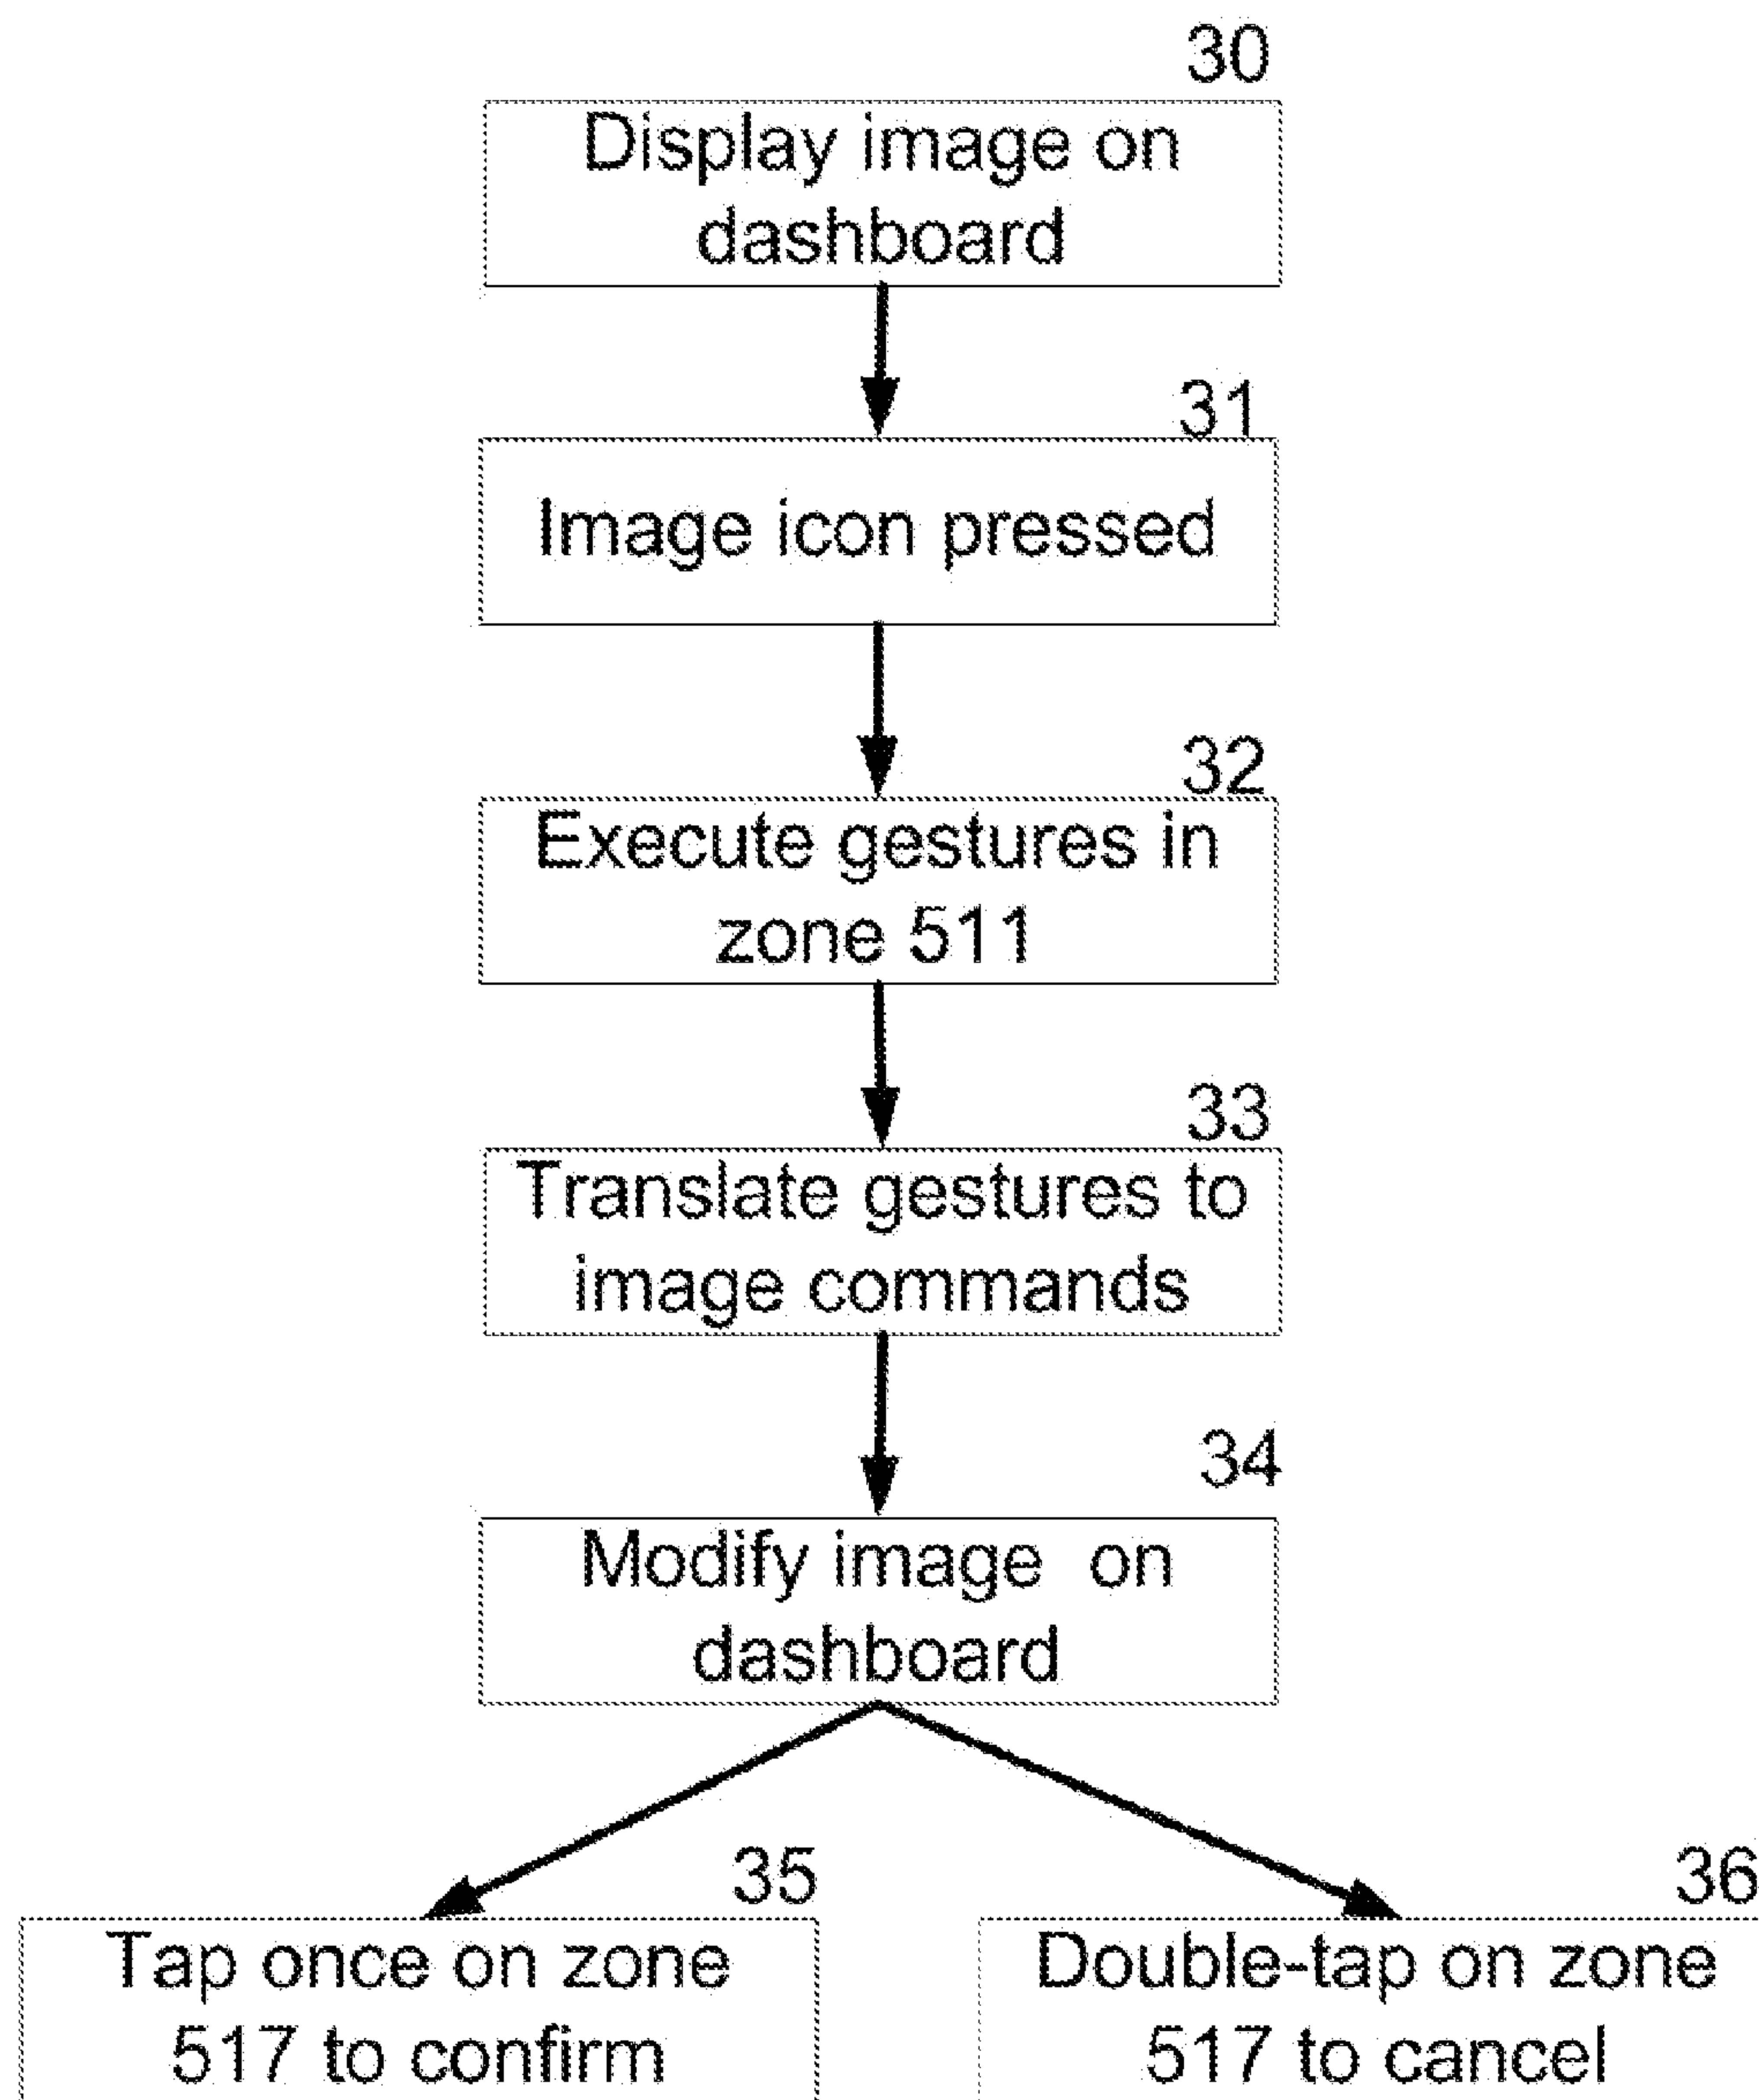 30
Display image on
dashboard
31
Image icon pressed
32
Execute gestures in
zone 511
33
Translate gestures to
image commands
34
Modify image on
dashboard
35
Tap once on zone
517 to confirm
36
Double-tap on zone
517 to cancel